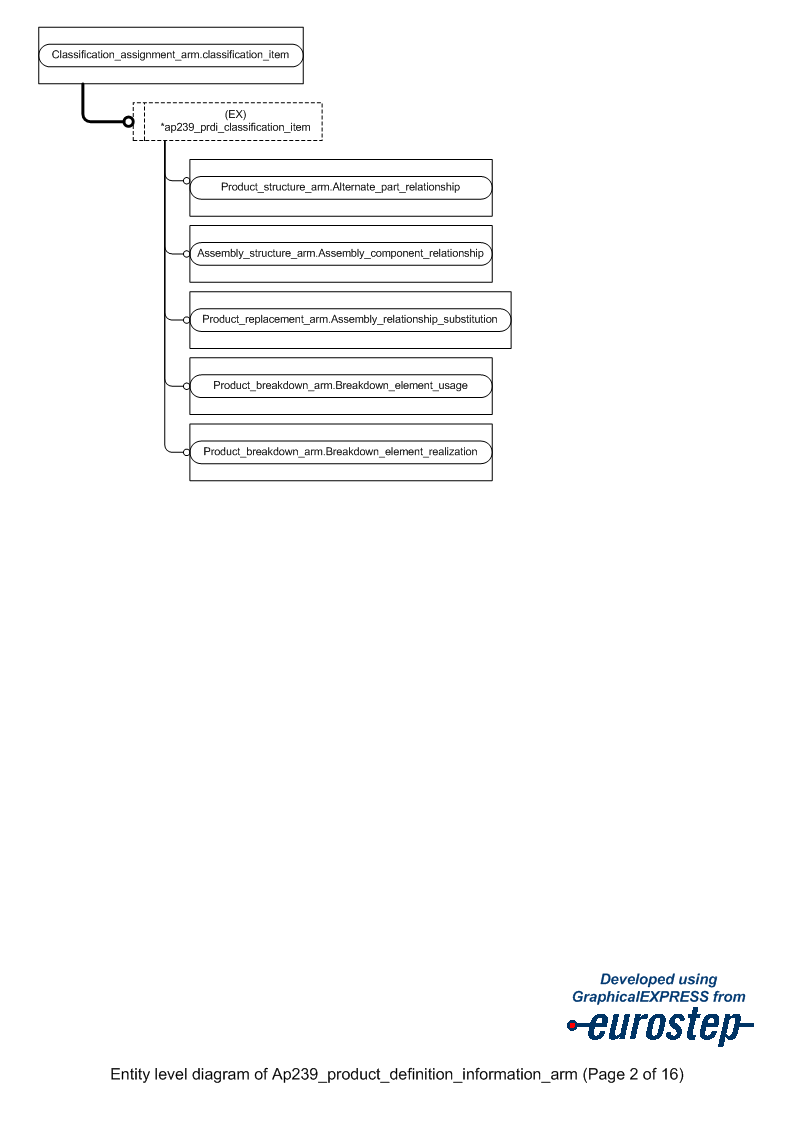 Classification_assignment_arm.classification_item
(EX)
*ap239_prdi_classification_item
Product_structure_arm.Alternate_part_relationship
Assembly_structure_arm.Assembly_component_relationship
Product_replacement_arm.Assembly_relationship_substitution
Product_breakdown_arm.Breakdown_element_usage
Product_breakdown_arm.Breakdown_element_realization
Developed using
GraphicalEXPRESS from
eurostep
Entity level diagram of Ap239_product_definition_information_arm (Page 2 of 16)